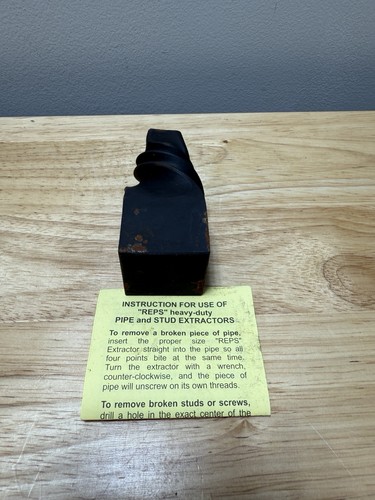 INSTRUCTION FOR USE OF
"REPS" heavy-duty
PIPE and STUD EXTRACTORS
To remove a broken piece of pipe,
insert the proper size "REPS"
Extractor straight into the pipe so all
four points bite at the same time.
Turn the extractor with a wrench,
counter-clockwise, and the piece of
pipe will unscrew on its own threads.
To remove broken studs or screws,
drill a hole in the exact center of the